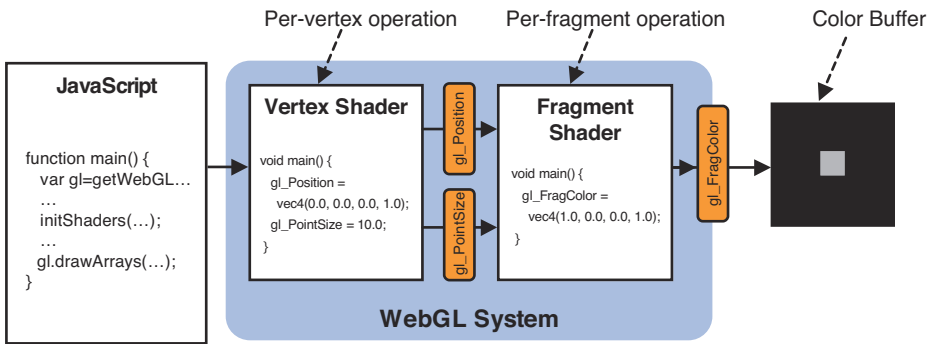 Per-vertex operation
Per-fragment operation
Color Buffer
JavaScript
function main() {
var gl=getWebGL…
…
initShaders(…);
…
gl.drawArrays(…);
}
Vertex Shader
void main() {
gl_Position =
vec4(0.0, 0.0, 0.0, 1.0);
gl_PointSize = 10.0;
}
gl_Position
gl_PointSize
Fragment
Shader
void main() {
gl_FragColor =
vec4(1.0, 0.0, 0.0, 1.0);
}
gl_FragColor
WebGL System